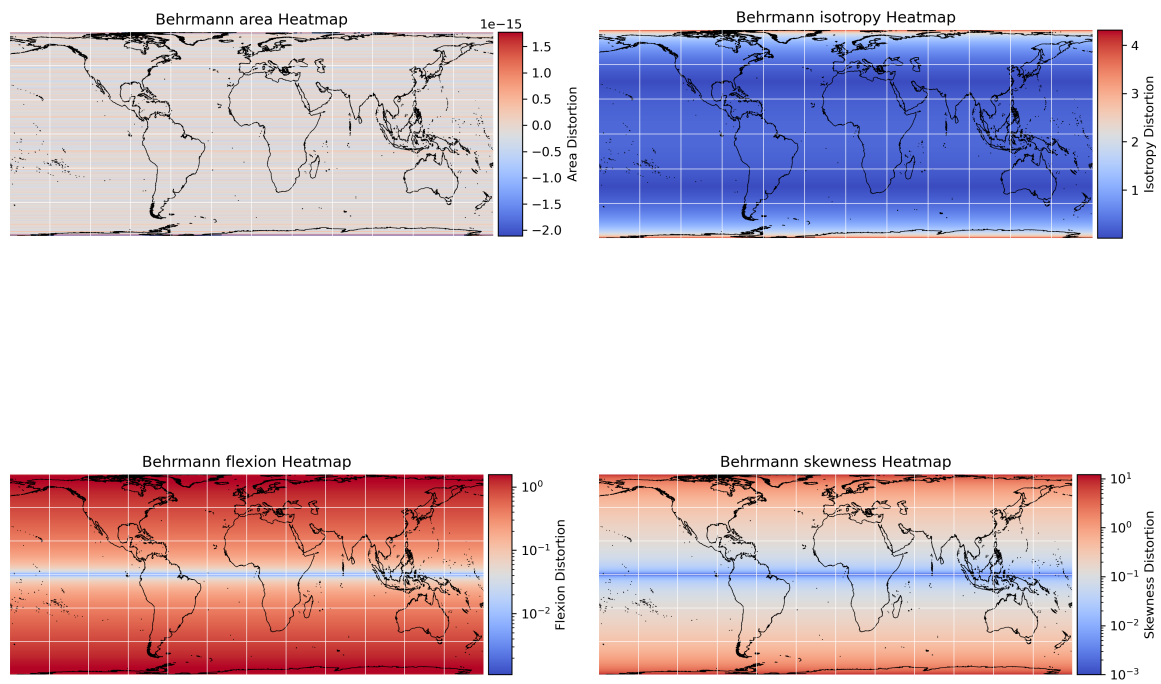 Behrmann area Heatmap
1e−15
1.5
1.0
0.5
0.0
−0.5
−1.0
−1.5
−2.0
Area Distortion
Behrmann isotropy Heatmap
4
3
2
1
Isotropy Distortion
Behrmann flexion Heatmap
10⁰
10⁻¹
10⁻²
Flexion Distortion
Behrmann skewness Heatmap
10¹
10⁰
10⁻¹
10⁻²
10⁻³
Skewness Distortion